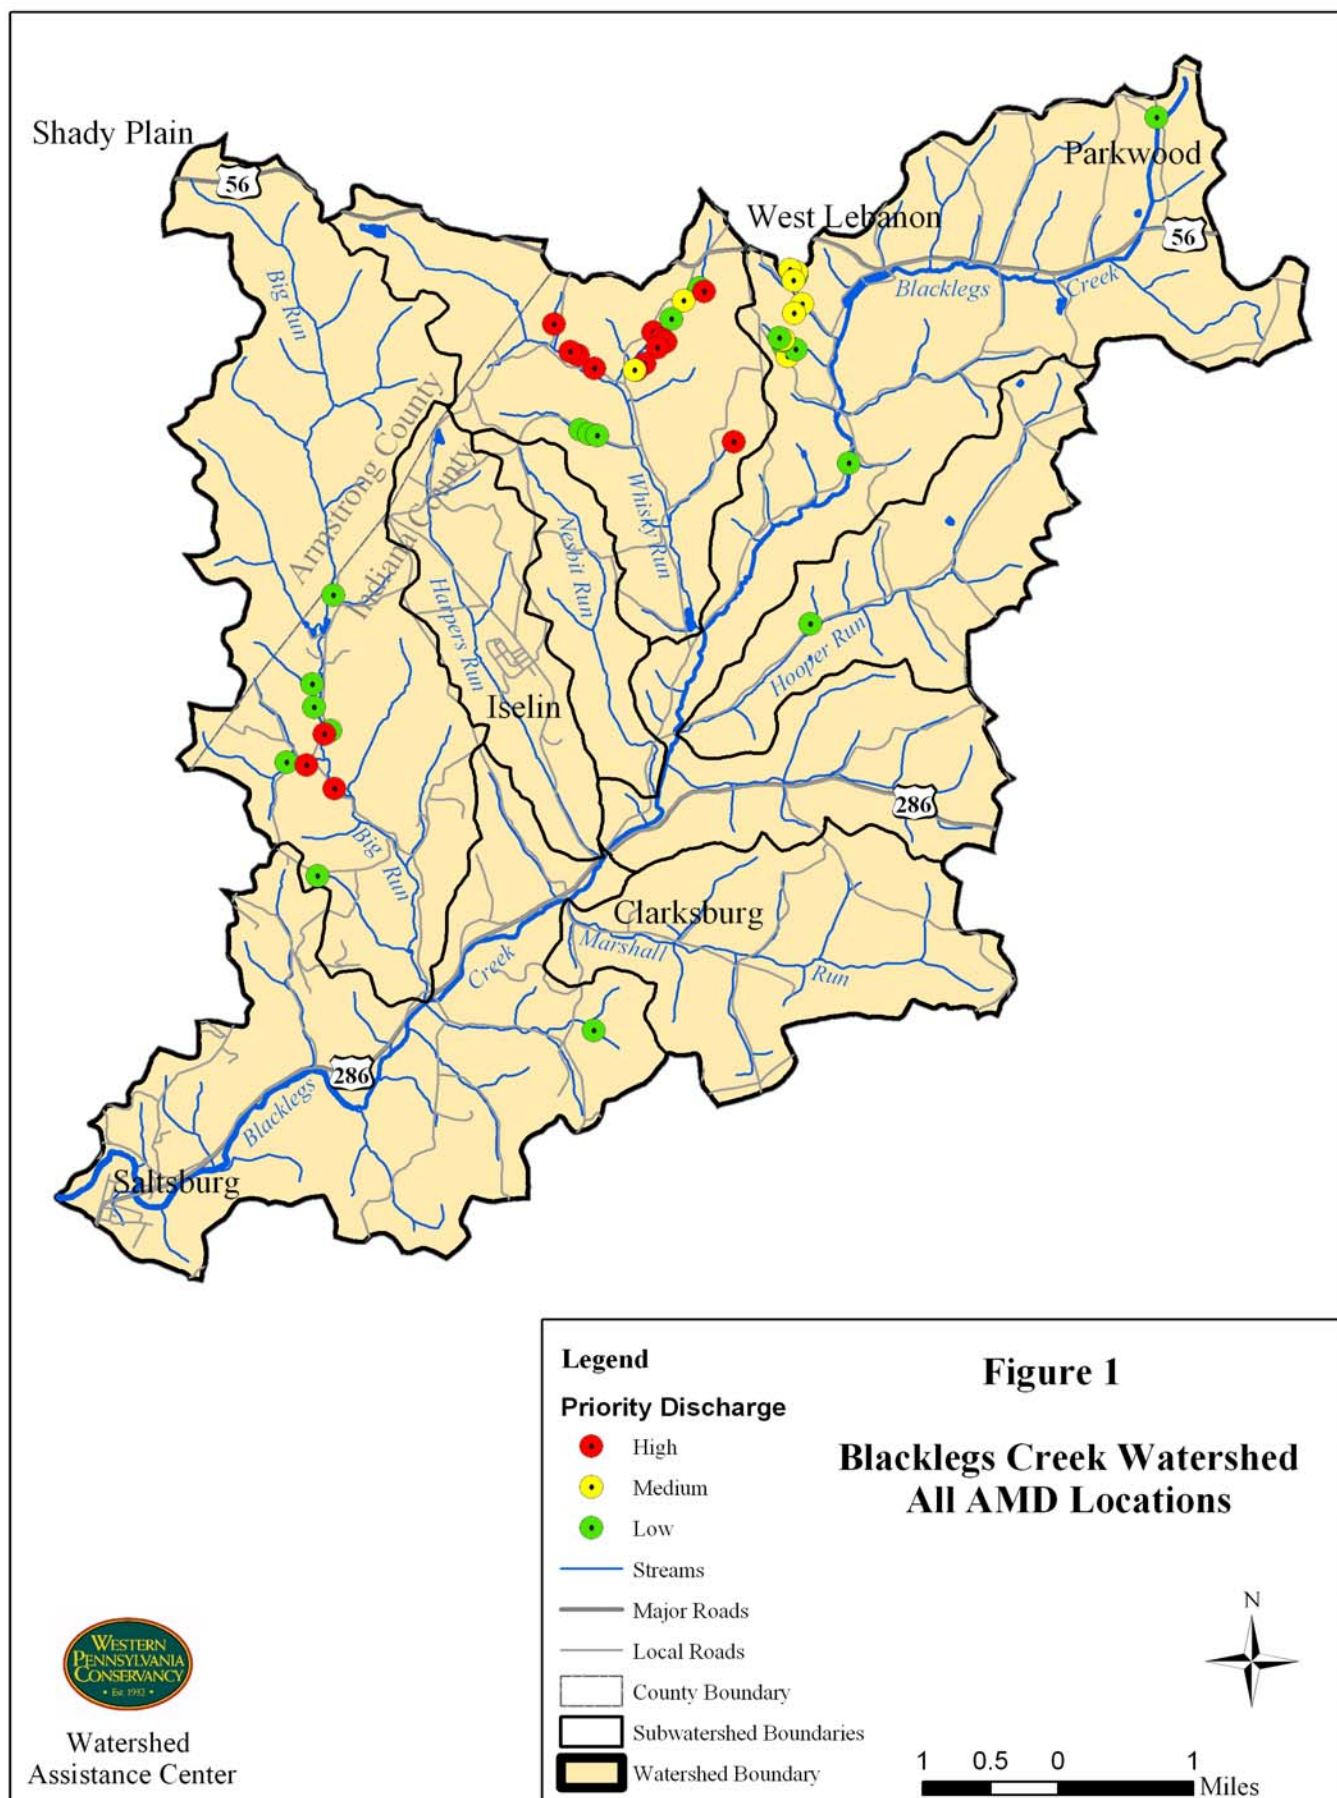 Shady Plain
56
Parkwood
West Lebanon
56
Big Run
Blacklegs
Creek
Armstrong County
Indiana County
Whisky Run
Nesbit Run
Harpers Run
Hooper Run
Iselin
286
Big Run
Clarksburg
Marshall
Run
Creek
286
Blacklegs
Saltsburg
Legend
Figure 1
Priority Discharge
High
Blacklegs Creek Watershed
Medium
All AMD Locations
Low
Streams
Major Roads
N
Local Roads
County Boundary
Subwatershed Boundaries
Watershed Boundary
1 0.5 0 1
Miles
WESTERN
PENNSYLVANIA
CONSERVANCY
• Est. 1932 •
Watershed
Assistance Center